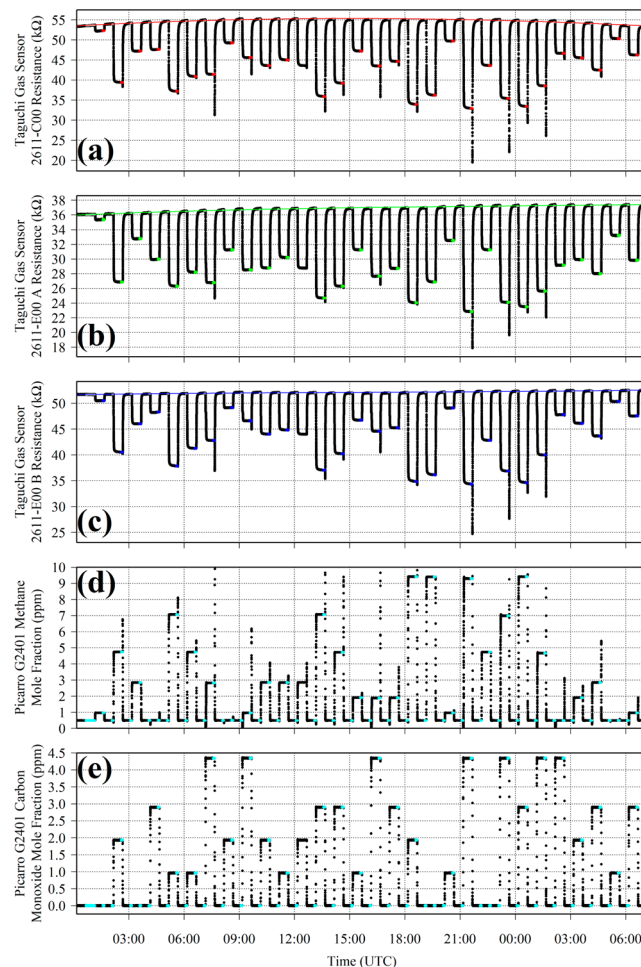 Taguchi Gas Sensor
2611-C00 Resistance (kΩ)
55
50
45
40
35
30
25
20
(a)
Taguchi Gas Sensor
2611-E00 A Resistance (kΩ)
38
36
34
32
30
28
26
24
22
20
18
(b)
Taguchi Gas Sensor
2611-E00 B Resistance (kΩ)
50
45
40
35
30
25
(c)
Picarro G2401 Methane
Mole Fraction (ppm)
10
9
8
7
6
5
4
3
2
1
0
(d)
Picarro G2401 Carbon
Monoxide Mole Fraction (ppm)
4.5
4.0
3.5
3.0
2.5
2.0
1.5
1.0
0.5
0.0
(e)
03:00 06:00 09:00 12:00 15:00 18:00 21:00 00:00 03:00 06:00
Time (UTC)